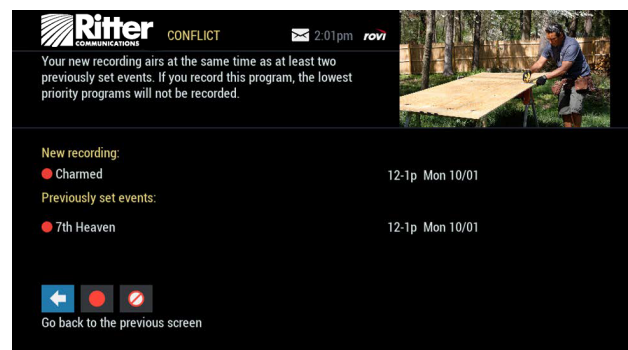 Ritter
COMMUNICATIONS
CONFLICT
2:01pm rovi
Your new recording airs at the same time as at least two
previously set events. If you record this program, the lowest
priority programs will not be recorded.
New recording:
Charmed 12-1p Mon 10/01
Previously set events:
7th Heaven 12-1p Mon 10/01
Go back to the previous screen